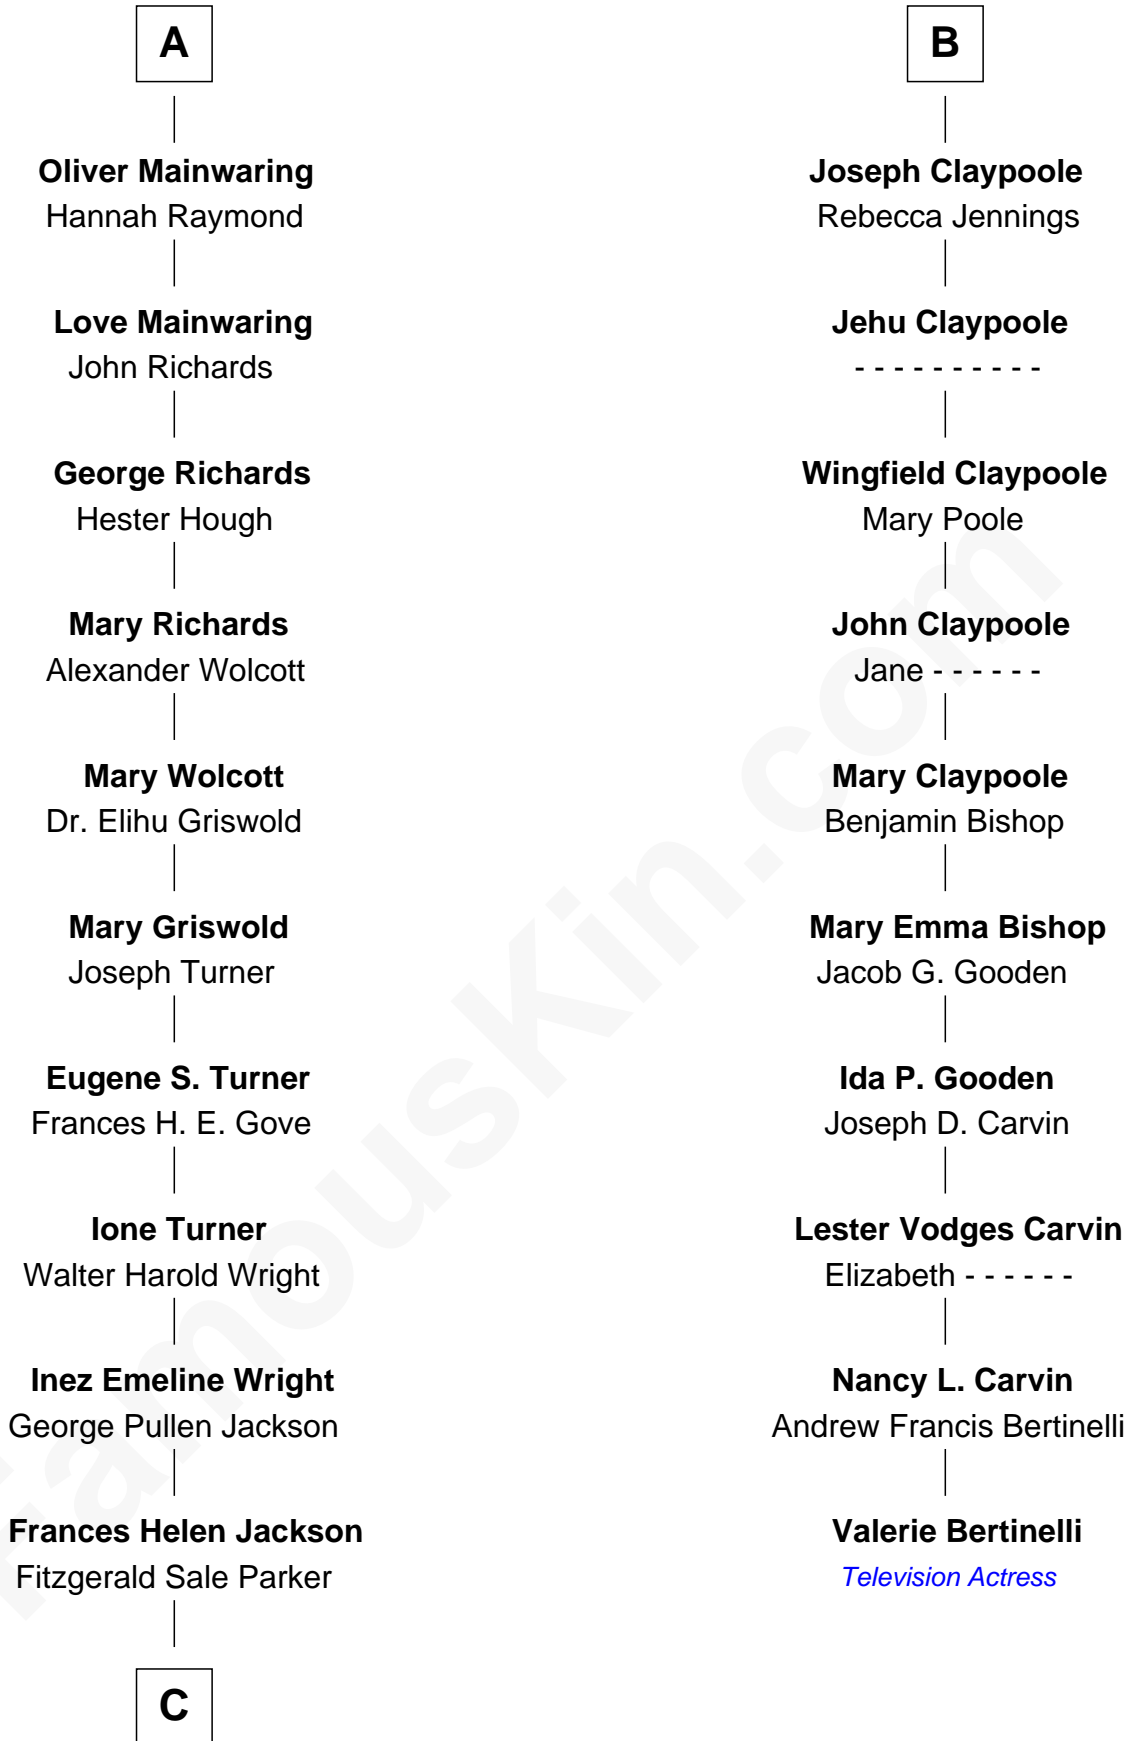 A
Oliver Mainwaring
Hannah Raymond
Love Mainwaring
John Richards
George Richards
Hester Hough
Mary Richards
Alexander Wolcott
Mary Wolcott
Dr. Elihu Griswold
Mary Griswold
Joseph Turner
Eugene S. Turner
Frances H. E. Gove
Ione Turner
Walter Harold Wright
Inez Emeline Wright
George Pullen Jackson
Frances Helen Jackson
Fitzgerald Sale Parker
C
B
Joseph Claypoole
Rebecca Jennings
Jehu Claypoole
- - - - - - - - - -
Wingfield Claypoole
Mary Poole
John Claypoole
Jane - - - - - -
Mary Claypoole
Benjamin Bishop
Mary Emma Bishop
Jacob G. Gooden
Ida P. Gooden
Joseph D. Carvin
Lester Vodges Carvin
Elizabeth - - - - - -
Nancy L. Carvin
Andrew Francis Bertinelli
Valerie Bertinelli
Television Actress
FamousKin.com